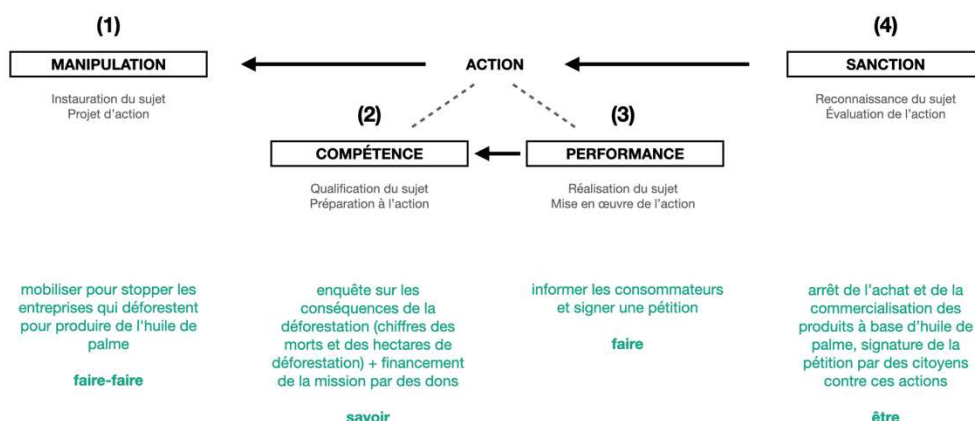 (1)
MANIPULATION
Instauration du sujet
Projet d'action
ACTION
(4)
SANCTION
Reconnaissance du sujet
Évaluation de l'action
(2)
COMPÉTENCE
Qualification du sujet
Préparation à l'action
(3)
PERFORMANCE
Réalisation du sujet
Mise en œuvre de l'action
mobiliser pour stopper les
entreprises qui déforestent
pour produire de l'huile de
palme
faire-faire
enquête sur les
conséquences de la
déforestation (chiffres des
morts et des hectares de
déforestation) + financement
de la mission par des dons
savoir
informer les consommateurs
et signer une pétition
faire
arrêt de l'achat et de la
commercialisation des
produits à base d'huile de
palme, signature de la
pétition par des citoyens
contre ces actions
être